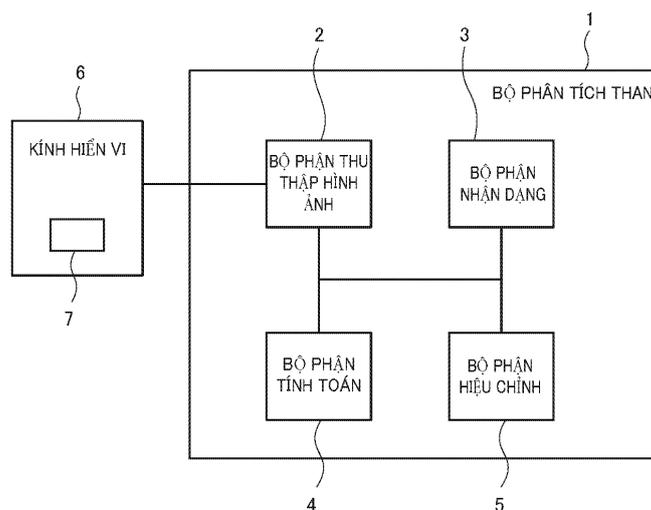 1
2
3
6
BỘ PHÂN TÍCH THAN
KÍNH HIỂN VI
BỘ PHẬN THU
THẬP HÌNH
ẢNH
BỘ PHẬN
NHẬN DẠNG
7
BỘ PHẬN
TÍNH TOÁN
BỘ PHẬN
HIỆU CHỈNH
4
5